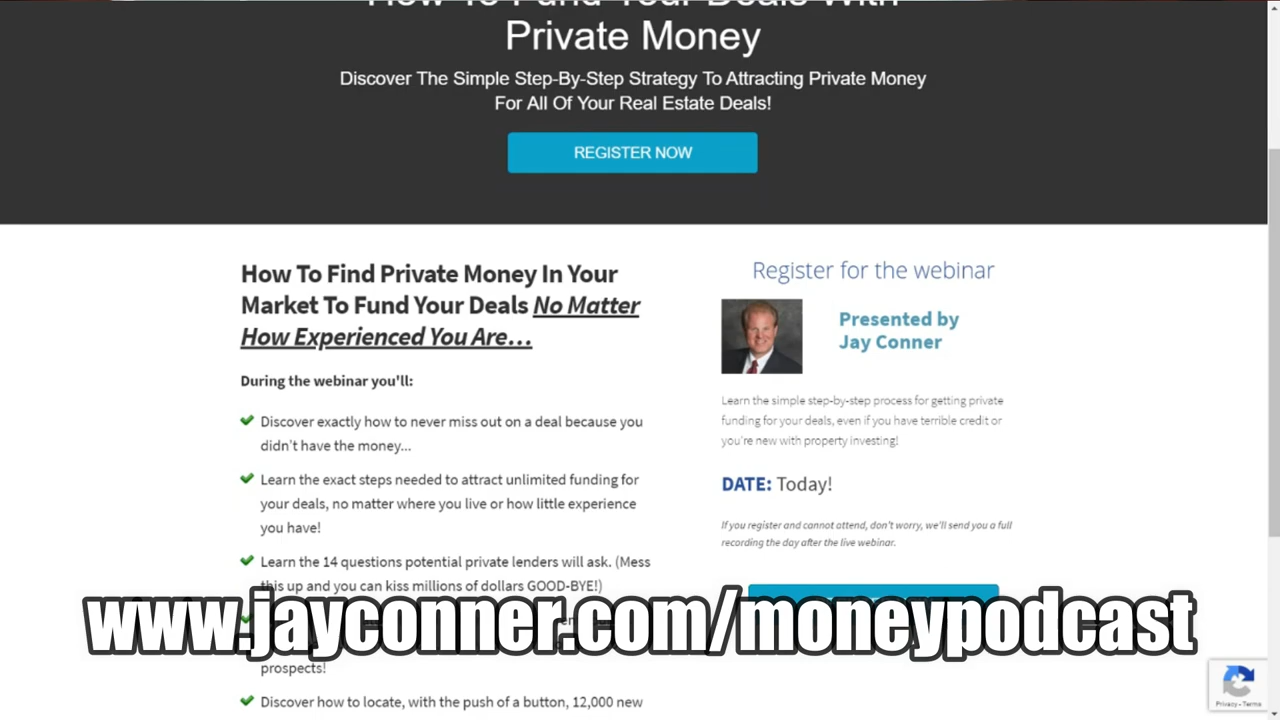 How To Fund Your Deals With
Private Money
Discover The Simple Step-By-Step Strategy To Attracting Private Money
For All Of Your Real Estate Deals!
REGISTER NOW
How To Find Private Money In Your
Market To Fund Your Deals No Matter
How Experienced You Are...
During the webinar you'll:
Discover exactly how to never miss out on a deal because you
didn't have the money...
Learn the exact steps needed to attract unlimited funding for
your deals, no matter where you live or how little experience
you have!
Learn the 14 questions potential private lenders will ask. (Mess
this up and you can kiss millions of dollars GOOD-BYE!)
prospects!
Discover how to locate, with the push of a button, 12,000 new
Register for the webinar
Presented by
Jay Conner
Learn the simple step-by-step process for getting private
funding for your deals, even if you have terrible credit or
you're new with property investing!
DATE: Today!
If you register and cannot attend, don't worry, we'll send you a full
recording the day after the live webinar.
www.jayconner.com/moneypodcast
Privacy - Terms